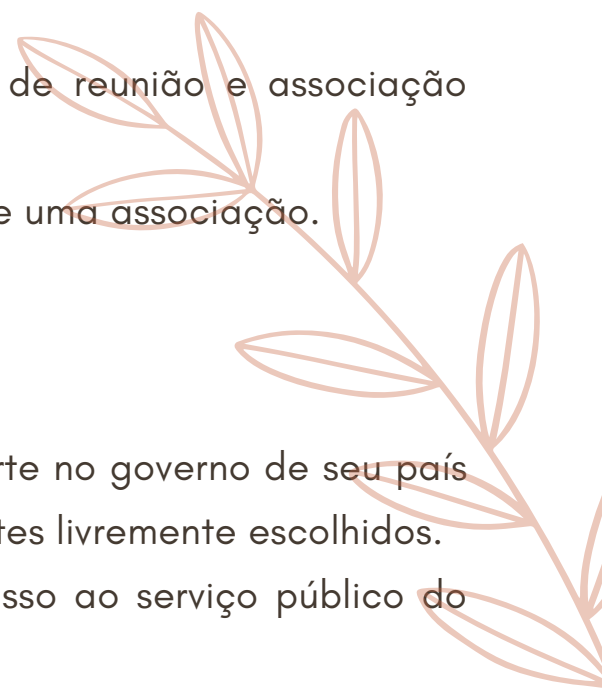 de reunião e associação
e uma associação.
rte no governo de seu país
tes livremente escolhidos.
sso ao serviço público do